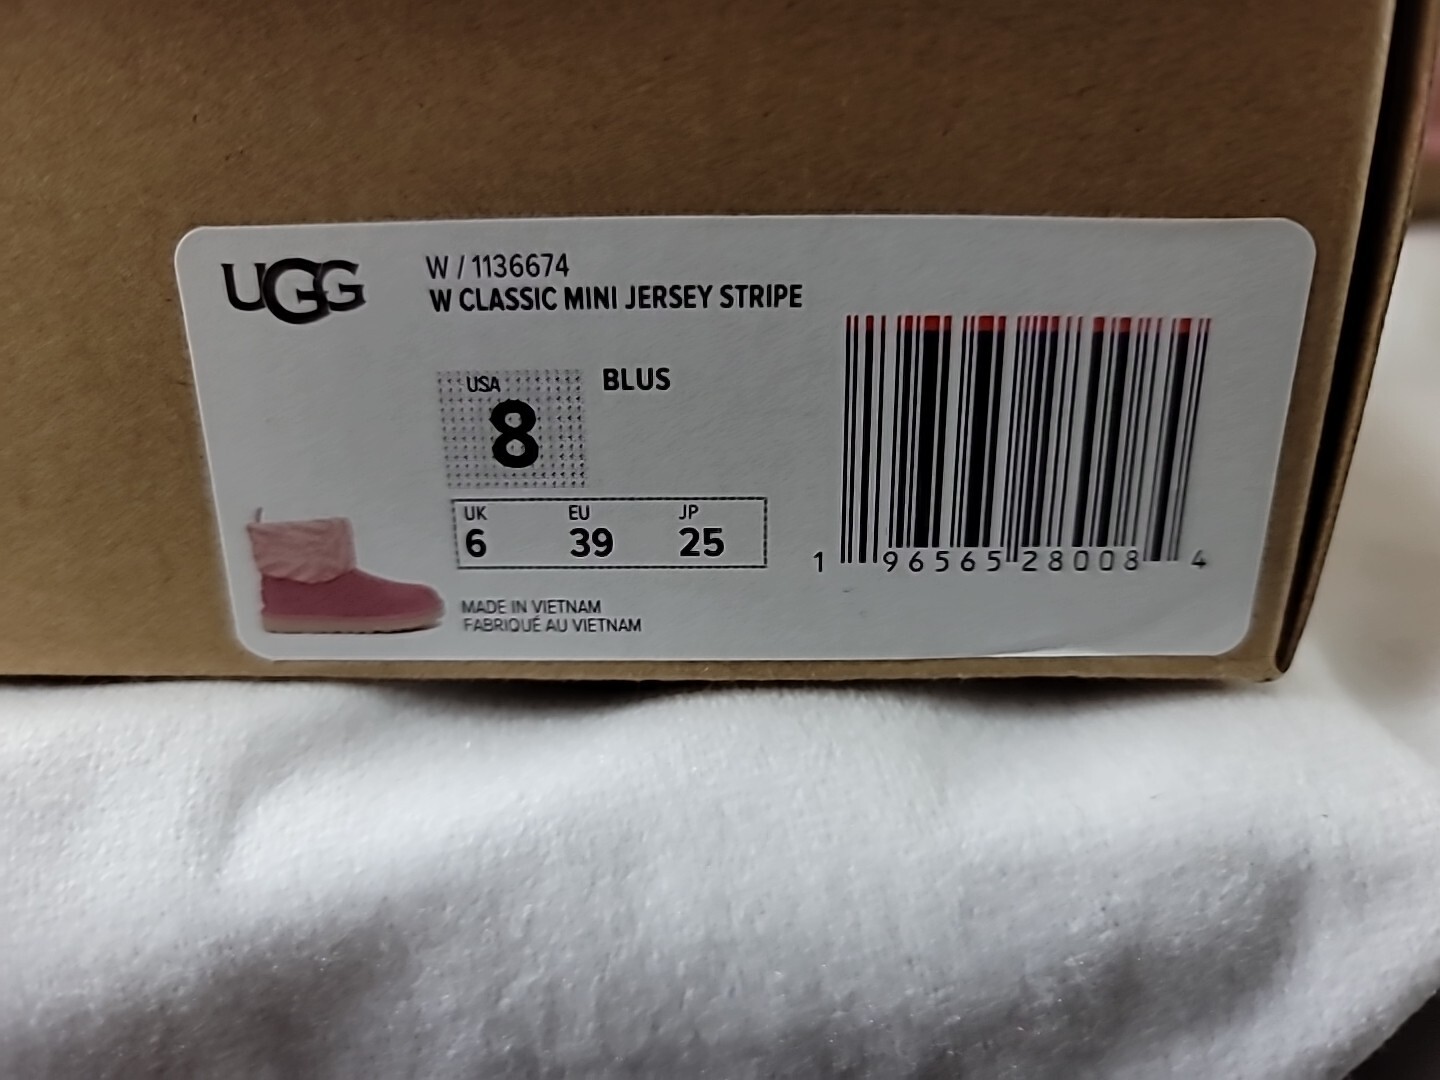 UGG
W / 1136674
W CLASSIC MINI JERSEY STRIPE
USA
8
BLUS
UK EU JP
6 39 25
MADE IN VIETNAM
FABRIQUÉ AU VIETNAM
1 96565 28008 4